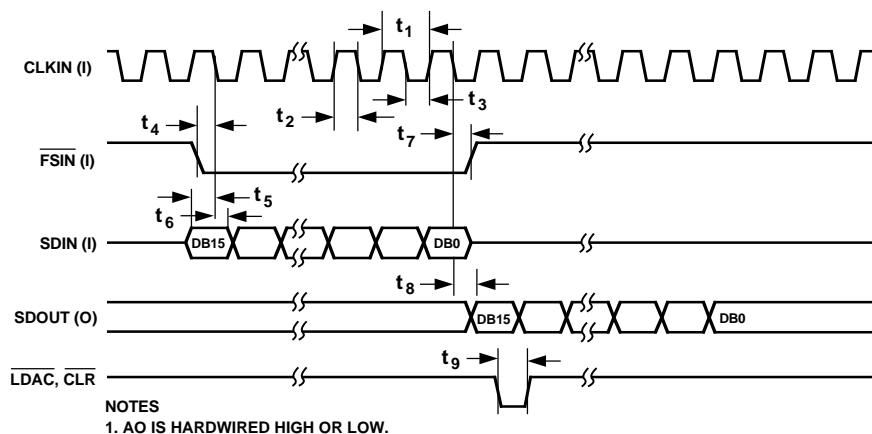 t1
CLKIN (I)
t2
t3
t4
t7
FSIN (I)
t5
t6
SDIN (I)
DB15
DB0
t8
SDOUT (O)
DB15
DB0
t9
LDAC, CLR
NOTES
1. AO IS HARDWIRED HIGH OR LOW.